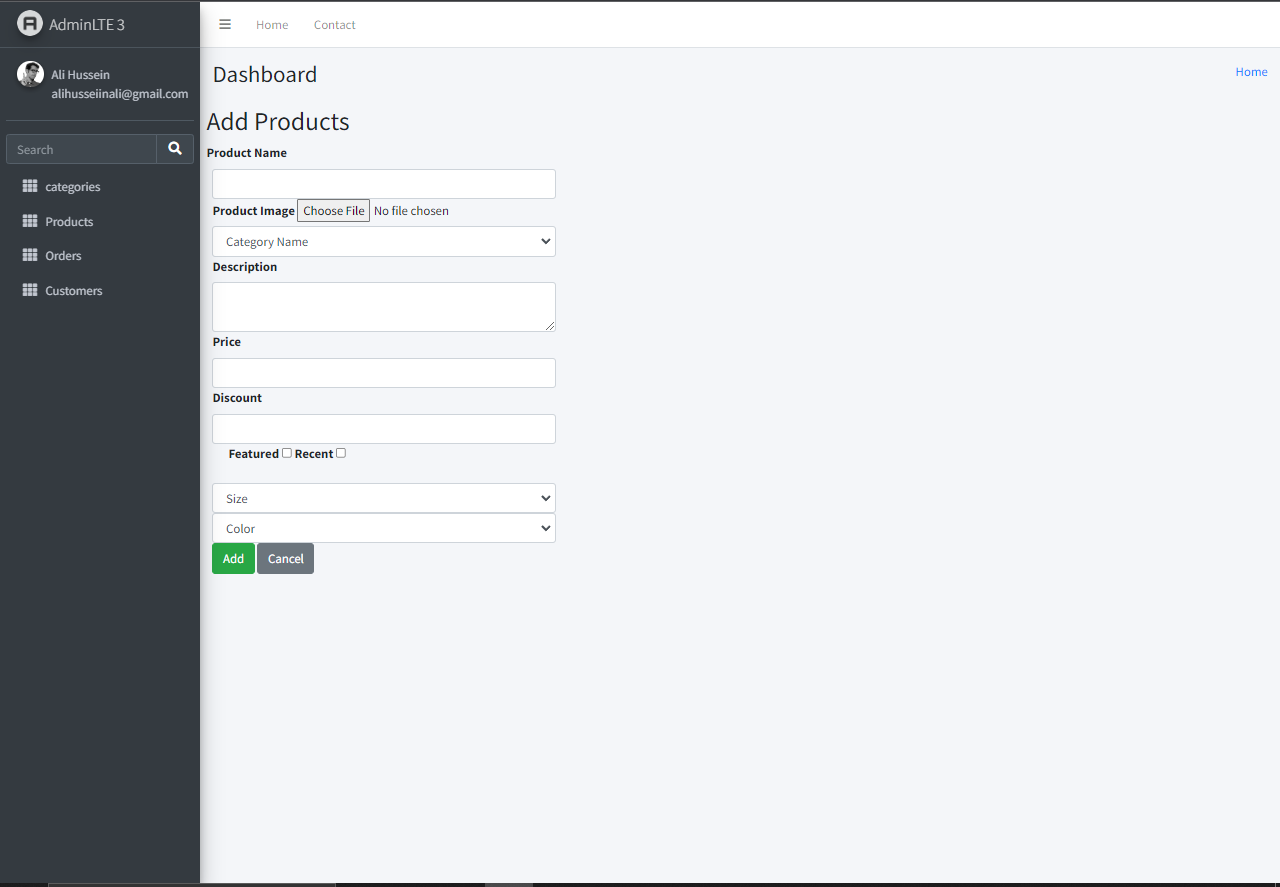 AdminLTE 3
Home Contact
Ali Hussein
alihusseiinali@gmail.com
Search
categories
Products
Orders
Customers
Dashboard
Home
Add Products
Product Name
Product Image Choose File No file chosen
Category Name
Description
Price
Discount
Featured Recent
Size
Color
Add Cancel